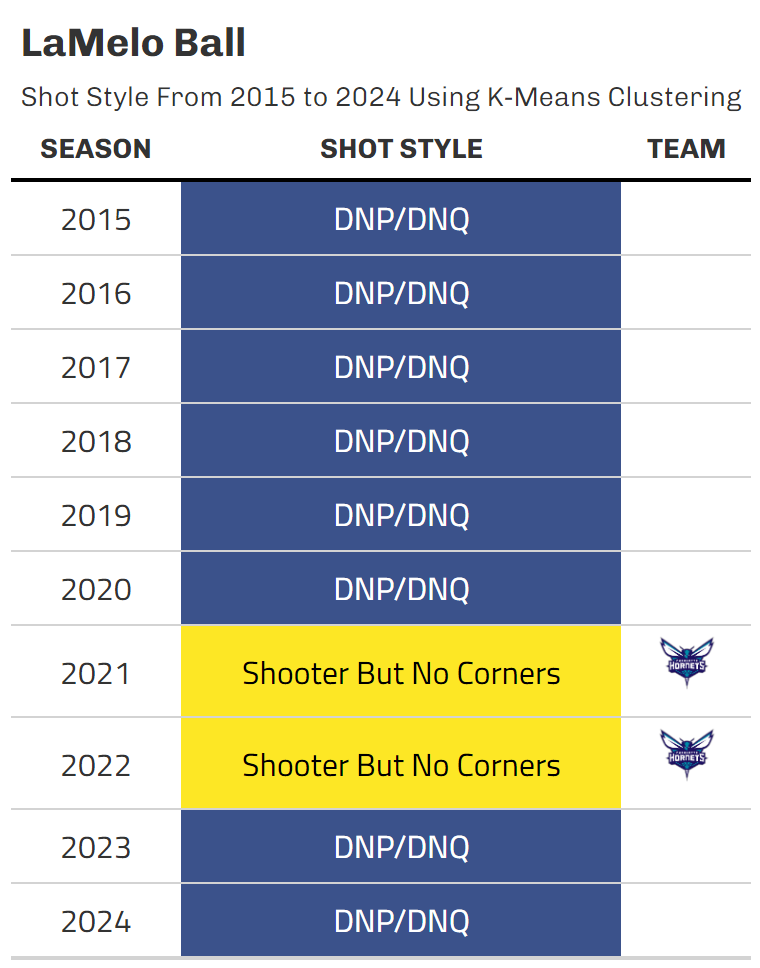 LaMelo Ball
Shot Style From 2015 to 2024 Using K-Means Clustering
SEASON SHOT STYLE TEAM
2015 DNP/DNQ
2016 DNP/DNQ
2017 DNP/DNQ
2018 DNP/DNQ
2019 DNP/DNQ
2020 DNP/DNQ
2021 Shooter But No Corners HORNETS
2022 Shooter But No Corners HORNETS
2023 DNP/DNQ
2024 DNP/DNQ